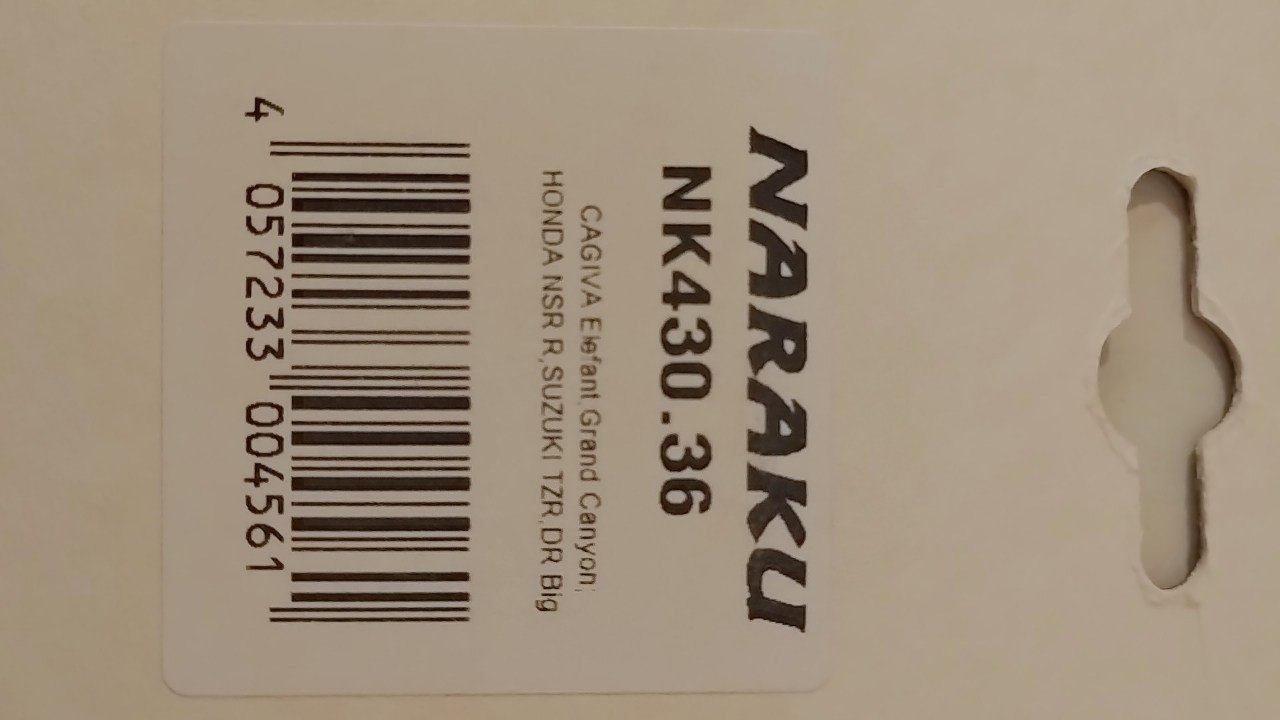 NARAKU
NK430.36
CAGIVA Elefant,Grand Canyon;
HONDA NSR R,SUZUKI TZR,DR Big
4 057233 004561